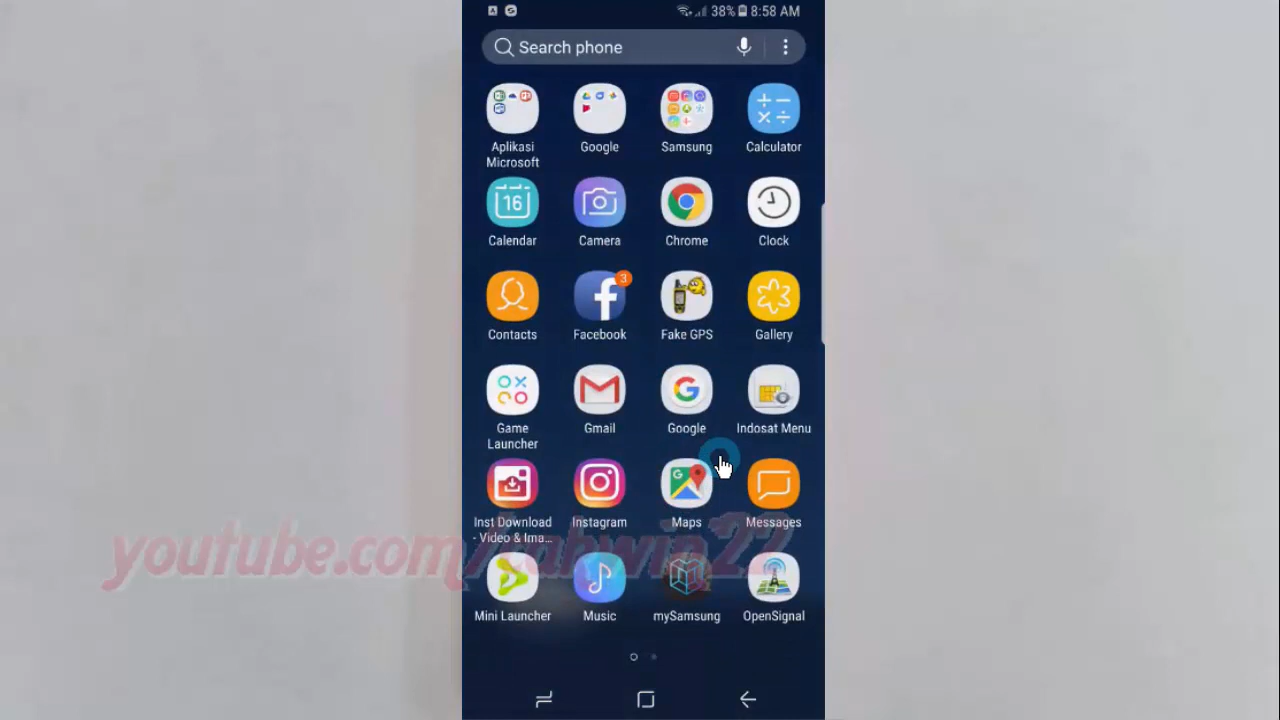 38% 8:58 AM
Search phone
Aplikasi Microsoft
Google
Samsung
Calculator
16
Calendar
Camera
Chrome
Clock
3
Contacts
Facebook
Fake GPS
Gallery
Game Launcher
Gmail
Google
Indosat Menu
Inst Download - Video & Ima...
Instagram
Maps
Messages
youtube.com/cahwin22
Mini Launcher
Music
mySamsung
OpenSignal